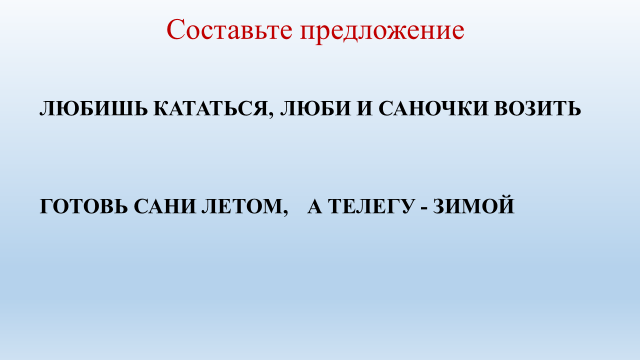 Составьте предложение
ЛЮБИШЬ КАТАТЬСЯ, ЛЮБИ И САНОЧКИ ВОЗИТЬ
ГОТОВЬ САНИ ЛЕТОМ, А ТЕЛЕГУ - ЗИМОЙ